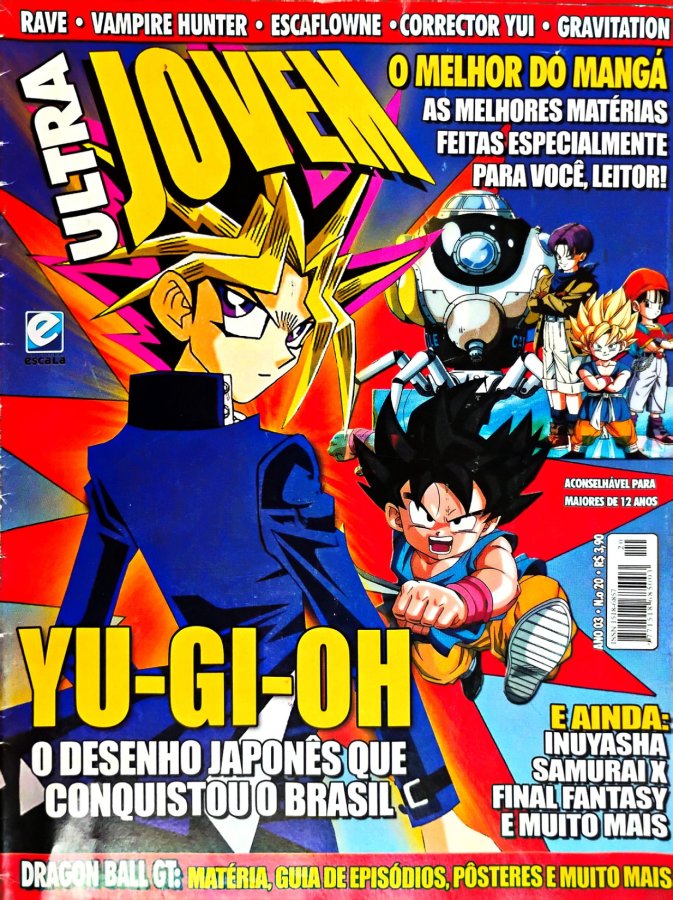 RAVE • VAMPIRE HUNTER • ESCAFLOWNE • CORRECTOR YUI • GRAVITATION
ULTRA
JOVEM
O MELHOR DO MANGÁ
AS MELHORES MATÉRIAS
FEITAS ESPECIALMENTE
PARA VOCÊ, LEITOR!
e
escala
ACONSELHÁVEL PARA
MAIORES DE 12 ANOS
ANO 03 • N.o 20 • R$ 3,90
ISSN 1518-6857
YU-GI-OH
O DESENHO JAPONÊS QUE
CONQUISTOU O BRASIL
E AINDA:
INUYASHA
SAMURAI X
FINAL FANTASY
E MUITO MAIS
DRAGON BALL GT: MATÉRIA, GUIA DE EPISÓDIOS, PÔSTERES E MUITO MAIS